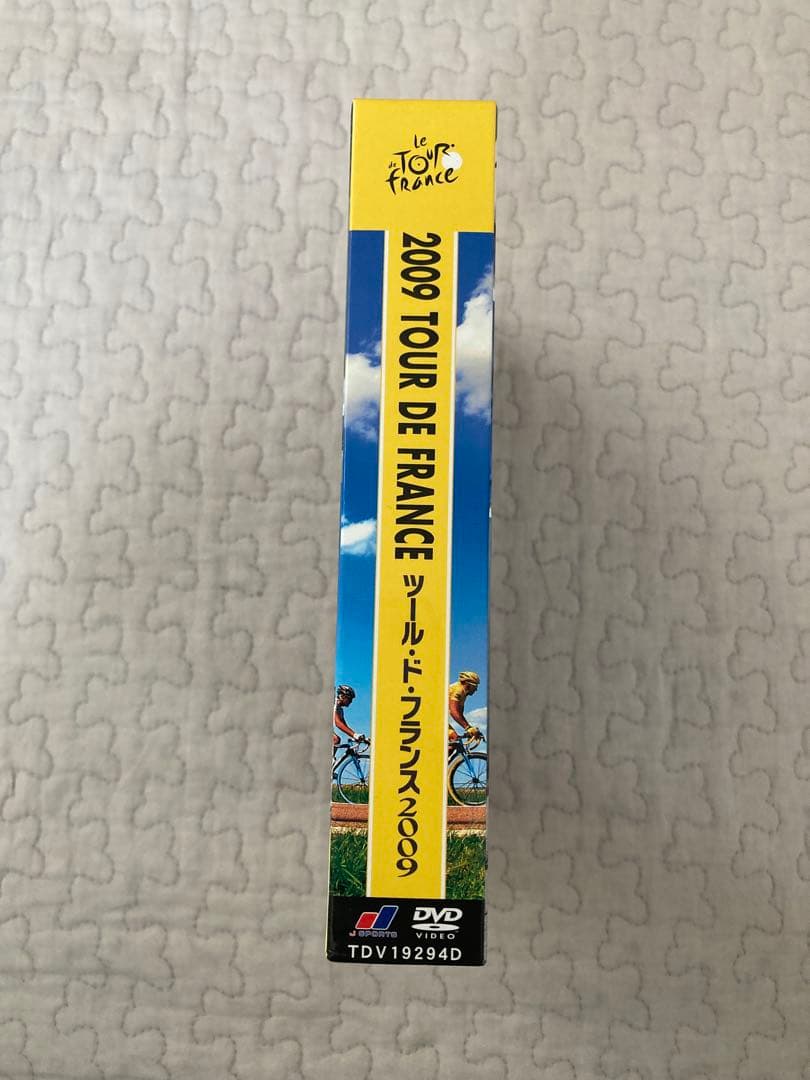 Le
de TOUR
france
2009 TOUR DE FRANCE ツール・ド・フランス2009
J SPORTS
DVD
VIDEO
TDV19294D